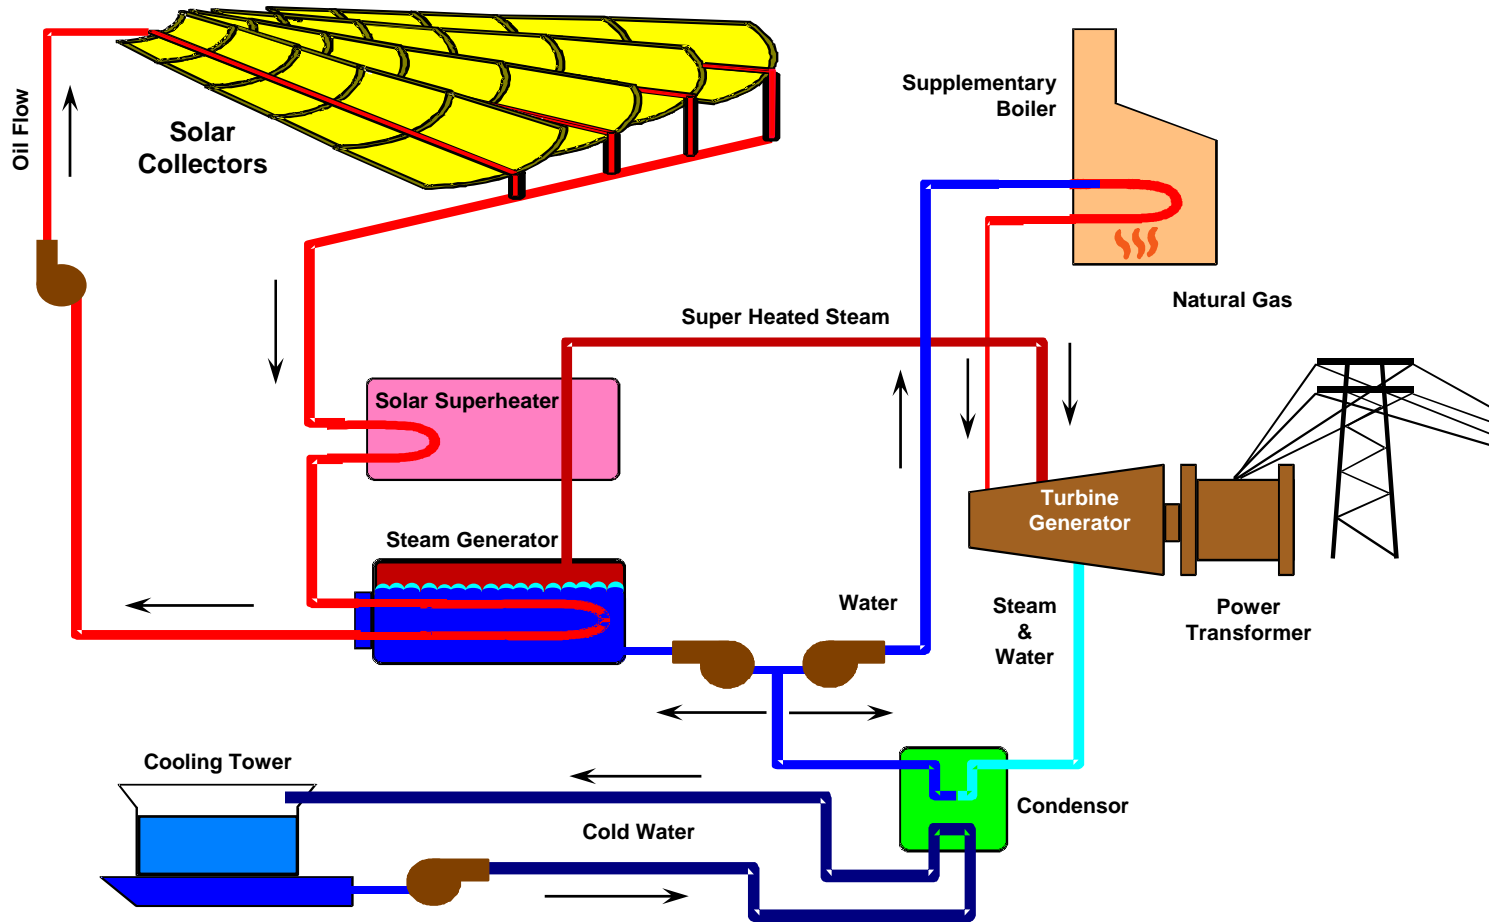 Supplementary
Boiler
Oil Flow
Solar
Collectors
Natural Gas
Super Heated Steam
Solar Superheater
Turbine
Generator
Steam Generator
Water
Steam
&
Water
Power
Transformer
Cooling Tower
Condensor
Cold Water